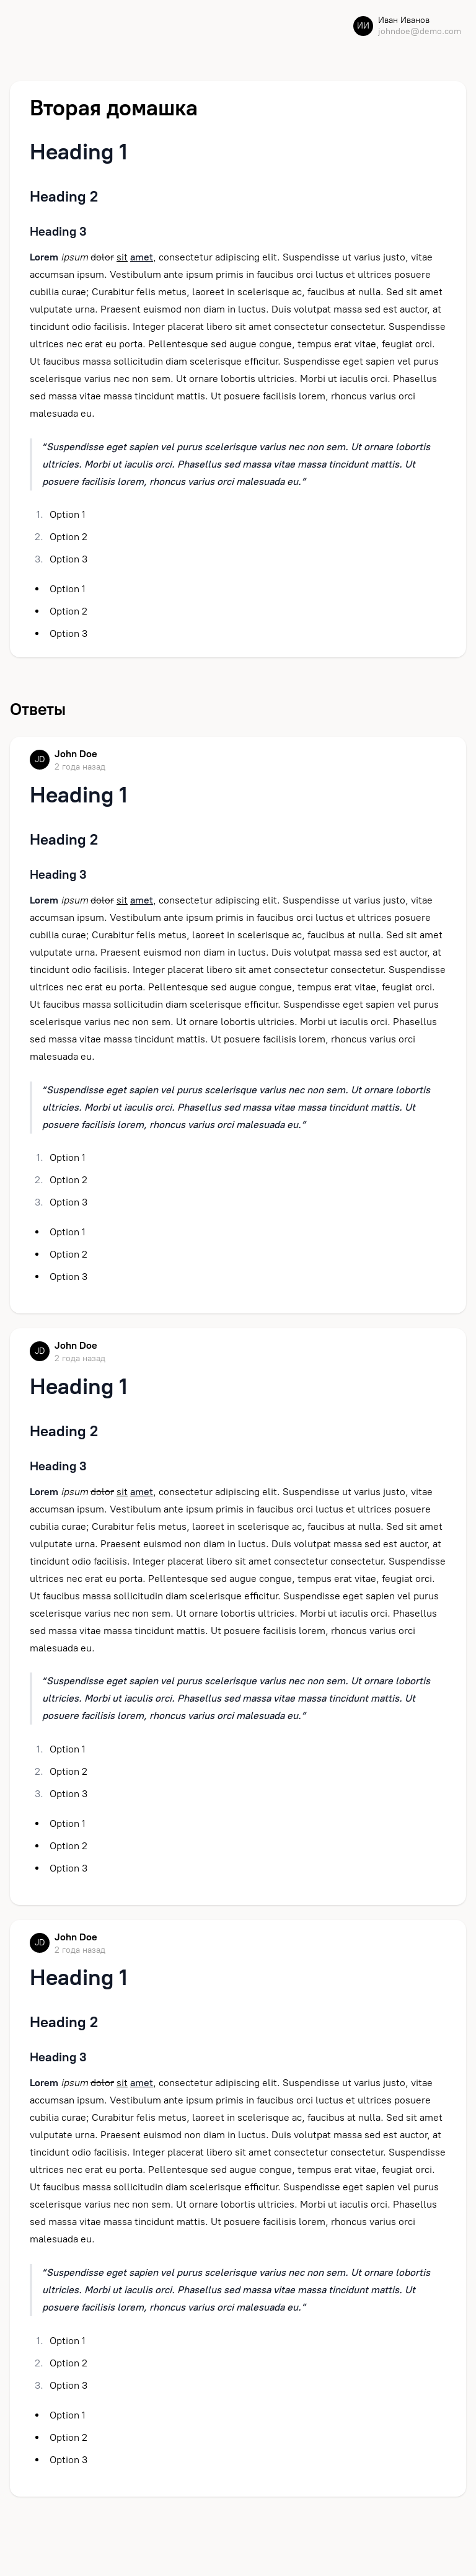 ИИ
Иван Иванов
johndoe@demo.com
Вторая домашка
Heading 1
Heading 2
Heading 3
Lorem ipsum dolor sit amet, consectetur adipiscing elit. Suspendisse ut varius justo, vitae
accumsan ipsum. Vestibulum ante ipsum primis in faucibus orci luctus et ultrices posuere
cubilia curae; Curabitur felis metus, laoreet in scelerisque ac, faucibus at nulla. Sed sit amet
vulputate urna. Praesent euismod non diam in luctus. Duis volutpat massa sed est auctor, at
tincidunt odio facilisis. Integer placerat libero sit amet consectetur consectetur. Suspendisse
ultrices nec erat eu porta. Pellentesque sed augue congue, tempus erat vitae, feugiat orci.
Ut faucibus massa sollicitudin diam scelerisque efficitur. Suspendisse eget sapien vel purus
scelerisque varius nec non sem. Ut ornare lobortis ultricies. Morbi ut iaculis orci. Phasellus
sed massa vitae massa tincidunt mattis. Ut posuere facilisis lorem, rhoncus varius orci
malesuada eu.
“Suspendisse eget sapien vel purus scelerisque varius nec non sem. Ut ornare lobortis
ultricies. Morbi ut iaculis orci. Phasellus sed massa vitae massa tincidunt mattis. Ut
posuere facilisis lorem, rhoncus varius orci malesuada eu.”
1. Option 1
2. Option 2
3. Option 3
• Option 1
• Option 2
• Option 3
Ответы
JD
John Doe
2 года назад
Heading 1
Heading 2
Heading 3
Lorem ipsum dolor sit amet, consectetur adipiscing elit. Suspendisse ut varius justo, vitae
accumsan ipsum. Vestibulum ante ipsum primis in faucibus orci luctus et ultrices posuere
cubilia curae; Curabitur felis metus, laoreet in scelerisque ac, faucibus at nulla. Sed sit amet
vulputate urna. Praesent euismod non diam in luctus. Duis volutpat massa sed est auctor, at
tincidunt odio facilisis. Integer placerat libero sit amet consectetur consectetur. Suspendisse
ultrices nec erat eu porta. Pellentesque sed augue congue, tempus erat vitae, feugiat orci.
Ut faucibus massa sollicitudin diam scelerisque efficitur. Suspendisse eget sapien vel purus
scelerisque varius nec non sem. Ut ornare lobortis ultricies. Morbi ut iaculis orci. Phasellus
sed massa vitae massa tincidunt mattis. Ut posuere facilisis lorem, rhoncus varius orci
malesuada eu.
“Suspendisse eget sapien vel purus scelerisque varius nec non sem. Ut ornare lobortis
ultricies. Morbi ut iaculis orci. Phasellus sed massa vitae massa tincidunt mattis. Ut
posuere facilisis lorem, rhoncus varius orci malesuada eu.”
1. Option 1
2. Option 2
3. Option 3
• Option 1
• Option 2
• Option 3
JD
John Doe
2 года назад
Heading 1
Heading 2
Heading 3
Lorem ipsum dolor sit amet, consectetur adipiscing elit. Suspendisse ut varius justo, vitae
accumsan ipsum. Vestibulum ante ipsum primis in faucibus orci luctus et ultrices posuere
cubilia curae; Curabitur felis metus, laoreet in scelerisque ac, faucibus at nulla. Sed sit amet
vulputate urna. Praesent euismod non diam in luctus. Duis volutpat massa sed est auctor, at
tincidunt odio facilisis. Integer placerat libero sit amet consectetur consectetur. Suspendisse
ultrices nec erat eu porta. Pellentesque sed augue congue, tempus erat vitae, feugiat orci.
Ut faucibus massa sollicitudin diam scelerisque efficitur. Suspendisse eget sapien vel purus
scelerisque varius nec non sem. Ut ornare lobortis ultricies. Morbi ut iaculis orci. Phasellus
sed massa vitae massa tincidunt mattis. Ut posuere facilisis lorem, rhoncus varius orci
malesuada eu.
“Suspendisse eget sapien vel purus scelerisque varius nec non sem. Ut ornare lobortis
ultricies. Morbi ut iaculis orci. Phasellus sed massa vitae massa tincidunt mattis. Ut
posuere facilisis lorem, rhoncus varius orci malesuada eu.”
1. Option 1
2. Option 2
3. Option 3
• Option 1
• Option 2
• Option 3
JD
John Doe
2 года назад
Heading 1
Heading 2
Heading 3
Lorem ipsum dolor sit amet, consectetur adipiscing elit. Suspendisse ut varius justo, vitae
accumsan ipsum. Vestibulum ante ipsum primis in faucibus orci luctus et ultrices posuere
cubilia curae; Curabitur felis metus, laoreet in scelerisque ac, faucibus at nulla. Sed sit amet
vulputate urna. Praesent euismod non diam in luctus. Duis volutpat massa sed est auctor, at
tincidunt odio facilisis. Integer placerat libero sit amet consectetur consectetur. Suspendisse
ultrices nec erat eu porta. Pellentesque sed augue congue, tempus erat vitae, feugiat orci.
Ut faucibus massa sollicitudin diam scelerisque efficitur. Suspendisse eget sapien vel purus
scelerisque varius nec non sem. Ut ornare lobortis ultricies. Morbi ut iaculis orci. Phasellus
sed massa vitae massa tincidunt mattis. Ut posuere facilisis lorem, rhoncus varius orci
malesuada eu.
“Suspendisse eget sapien vel purus scelerisque varius nec non sem. Ut ornare lobortis
ultricies. Morbi ut iaculis orci. Phasellus sed massa vitae massa tincidunt mattis. Ut
posuere facilisis lorem, rhoncus varius orci malesuada eu.”
1. Option 1
2. Option 2
3. Option 3
• Option 1
• Option 2
• Option 3